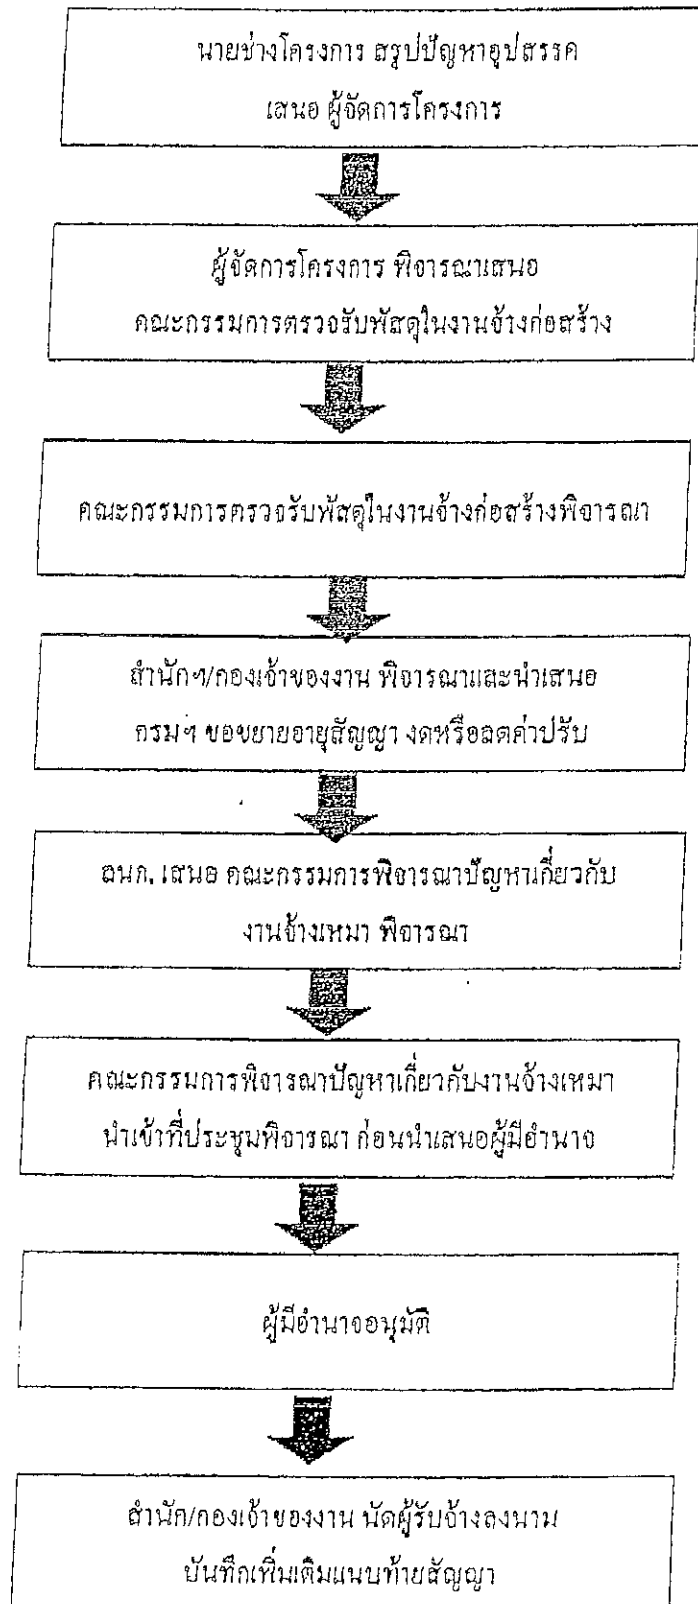 นายช่างโครงการ สรุปปัญหาอุปสรรค
เสนอ ผู้จัดการโครงการ
ผู้จัดการโครงการ พิจารณาเสนอ
คณะกรรมการตรวจรับพัสดุในงานจ้างก่อสร้าง
คณะกรรมการตรวจรับพัสดุในงานจ้างก่อสร้างพิจารณา
สำนักฯ/กองเจ้าของงาน พิจารณาและนำเสนอ
กรมฯ ขอขยายอายุสัญญา งดหรือลดค่าปรับ
ลนก. เสนอ คณะกรรมการพิจารณาปัญหาเกี่ยวกับ
งานจ้างเหมา พิจารณา
คณะกรรมการพิจารณาปัญหาเกี่ยวกับงานจ้างเหมา
นำเข้าที่ประชุมพิจารณา ก่อนนำเสนอผู้มีอำนาจ
ผู้มีอำนาจอนุมัติ
สำนัก/กองเจ้าของงาน นัดผู้รับจ้างลงนาม
บันทึกเพิ่มเติมแนบท้ายสัญญา